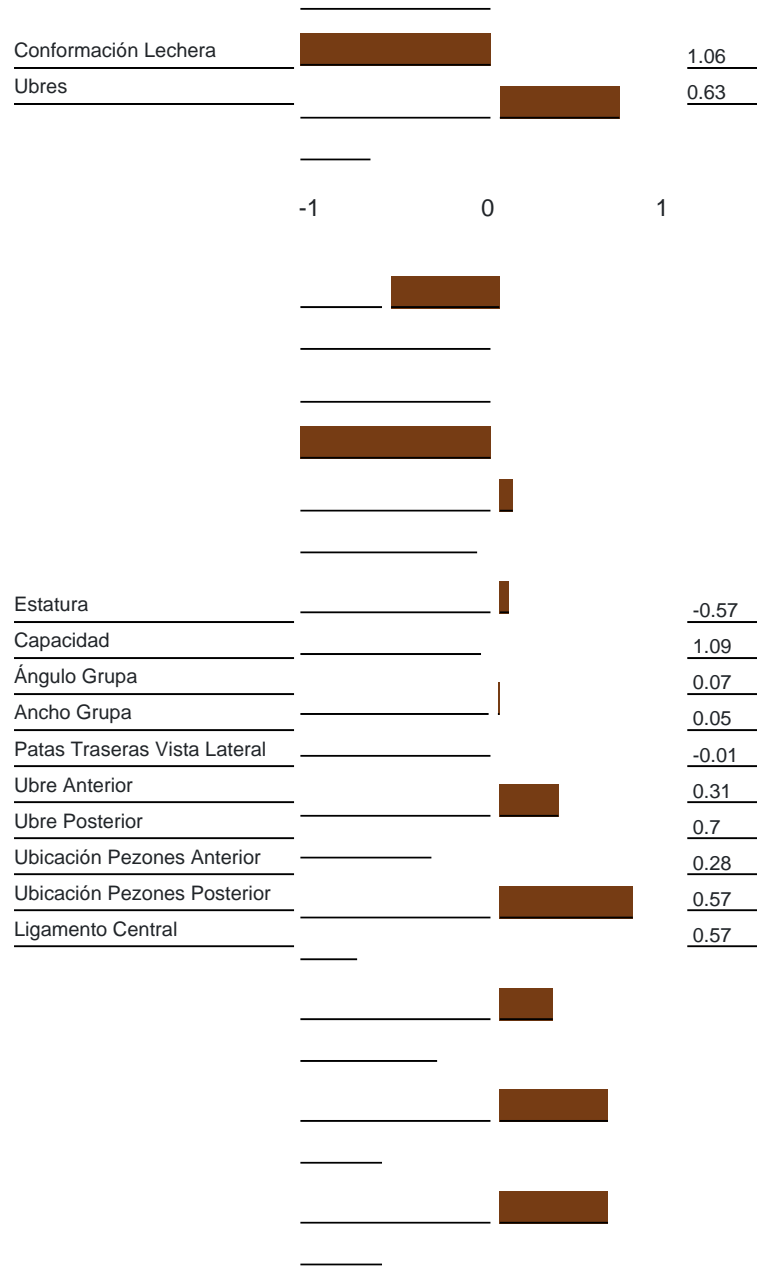 Conformación Lechera 1.06
Ubres 0.63
-1 0 1
Estatura -0.57
Capacidad 1.09
Ángulo Grupa 0.07
Ancho Grupa 0.05
Patas Traseras Vista Lateral -0.01
Ubre Anterior 0.31
Ubre Posterior 0.7
Ubicación Pezones Anterior 0.28
Ubicación Pezones Posterior 0.57
Ligamento Central 0.57